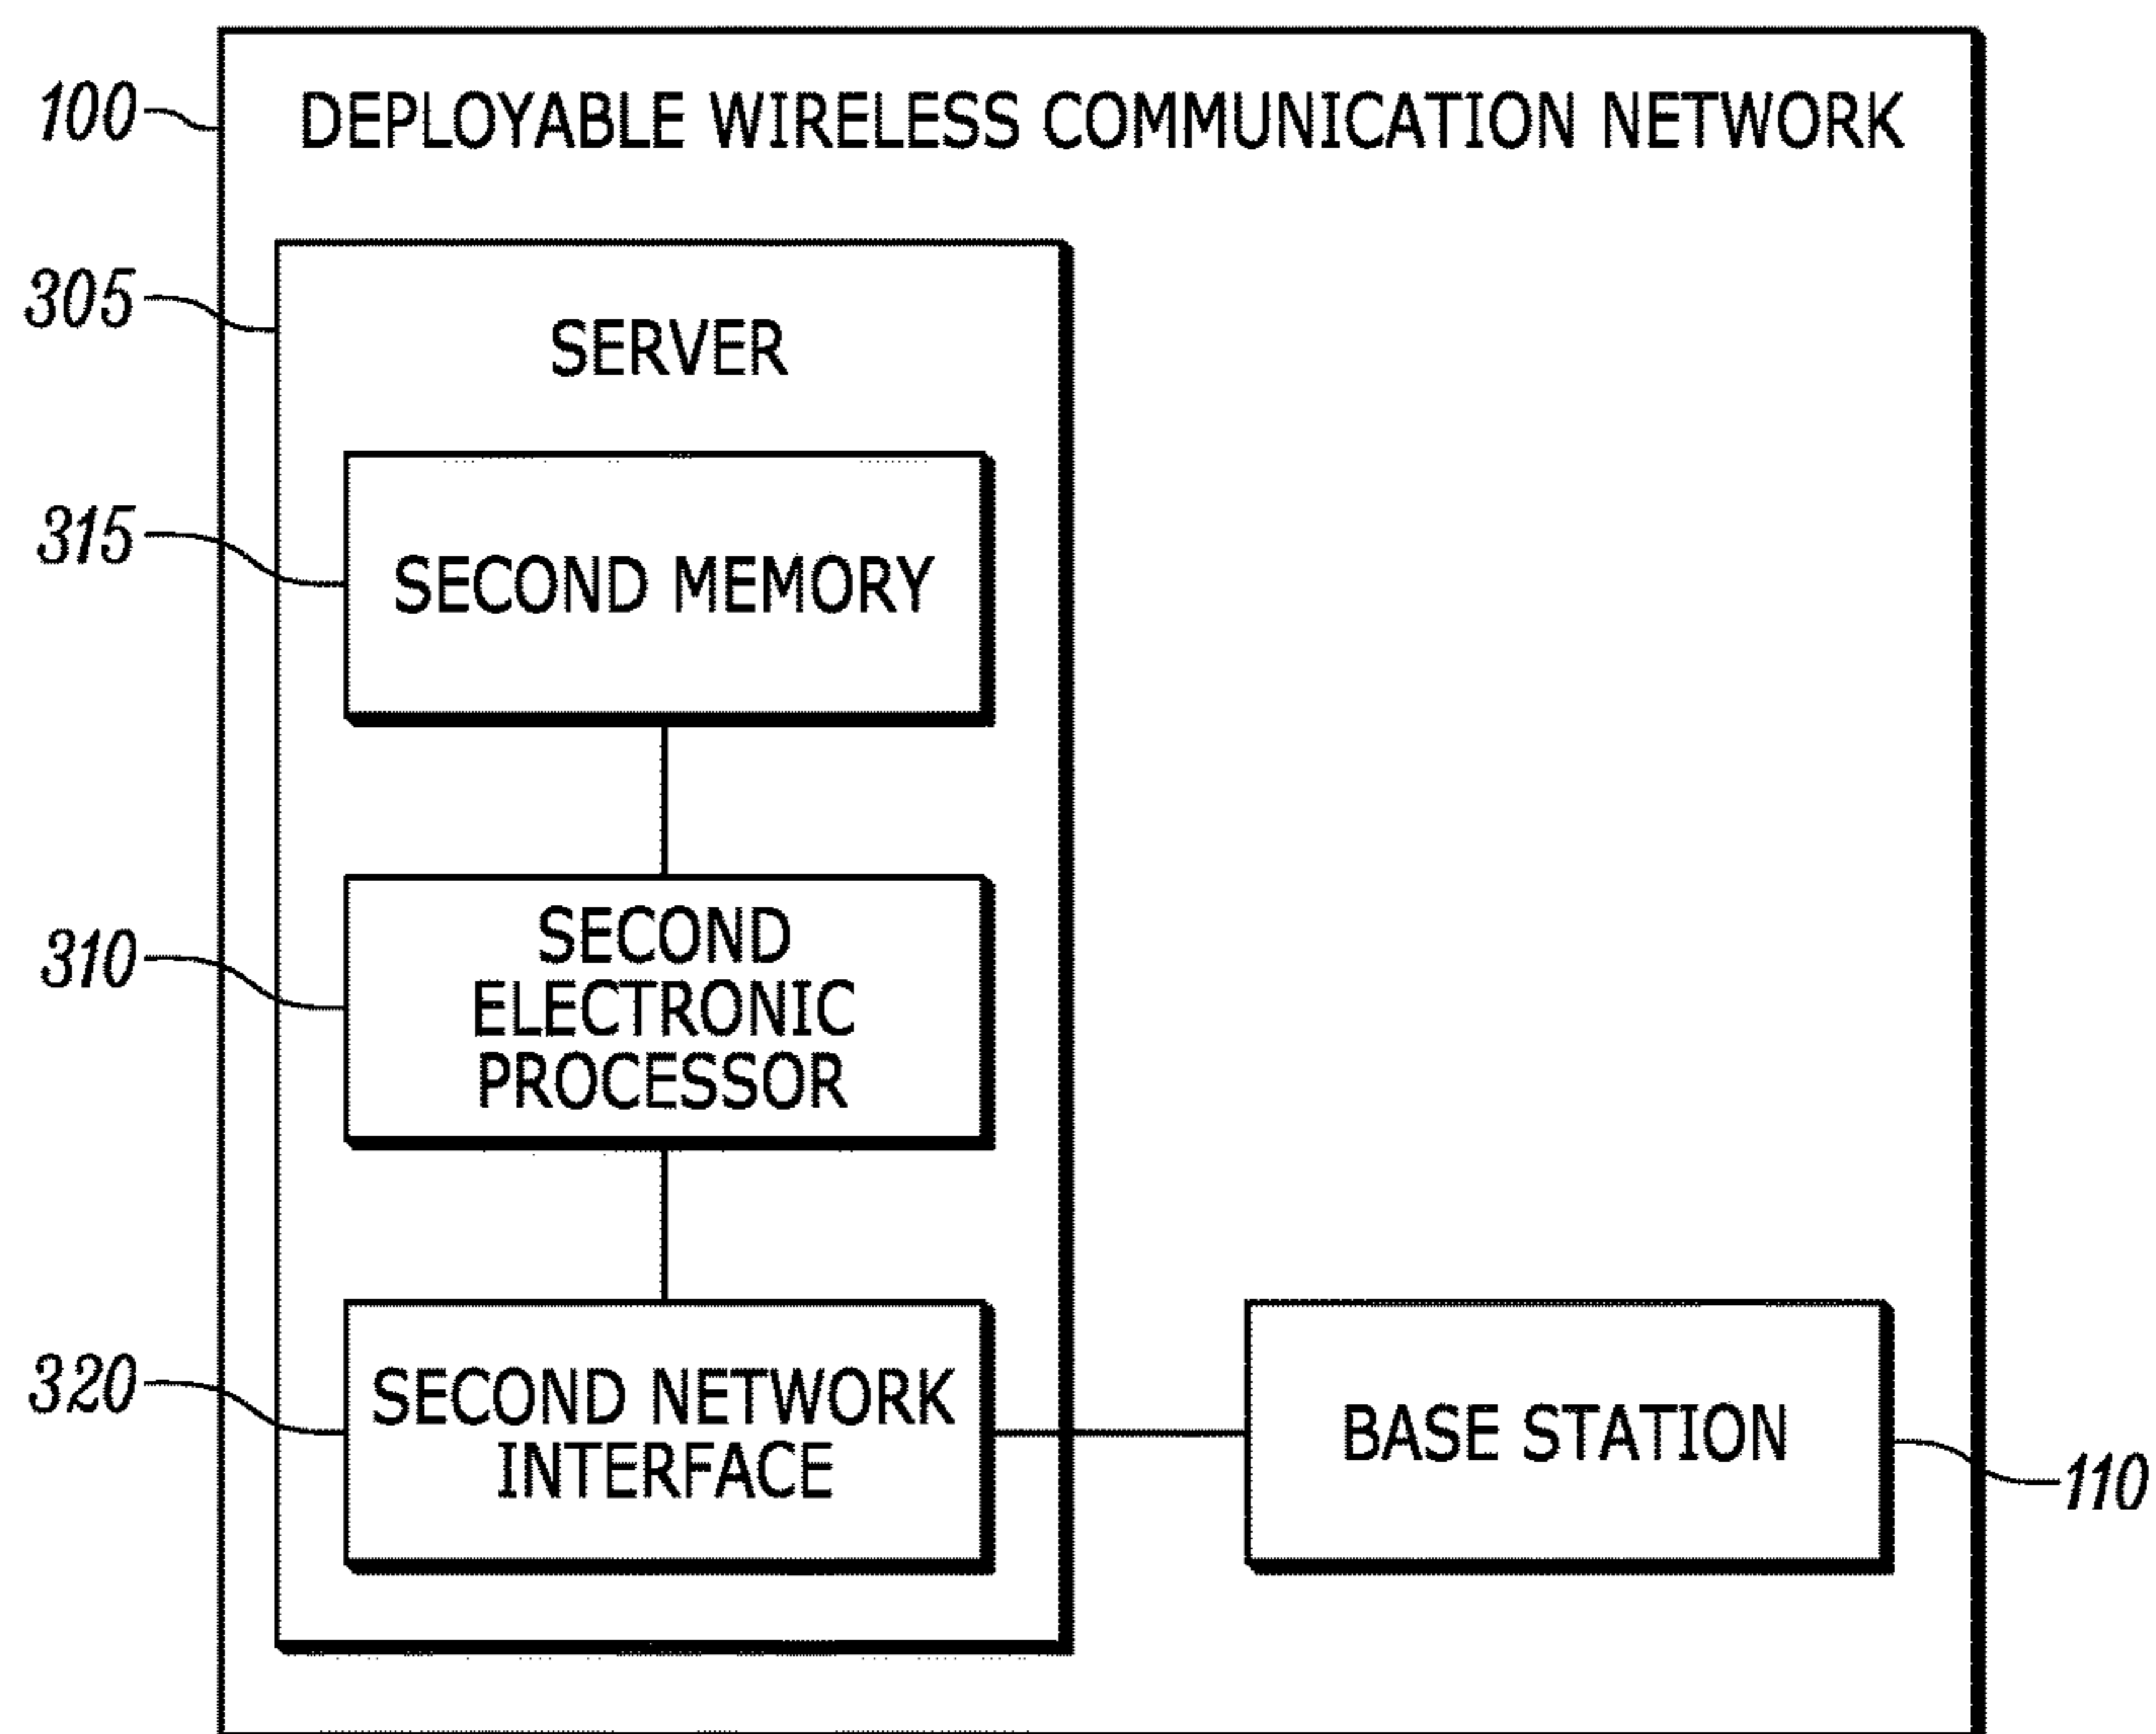 100
DEPLOYABLE WIRELESS COMMUNICATION NETWORK
305
SERVER
315
SECOND MEMORY
310
SECOND
ELECTRONIC
PROCESSOR
320
SECOND NETWORK
INTERFACE
BASE STATION
110